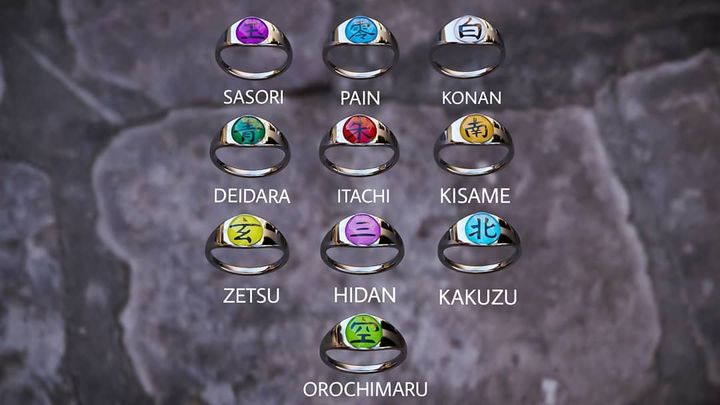 玉 零 白
SASORI PAIN KONAN
青 朱 南
DEIDARA ITACHI KISAME
玄 三 北
ZETSU HIDAN KAKUZU
空
OROCHIMARU